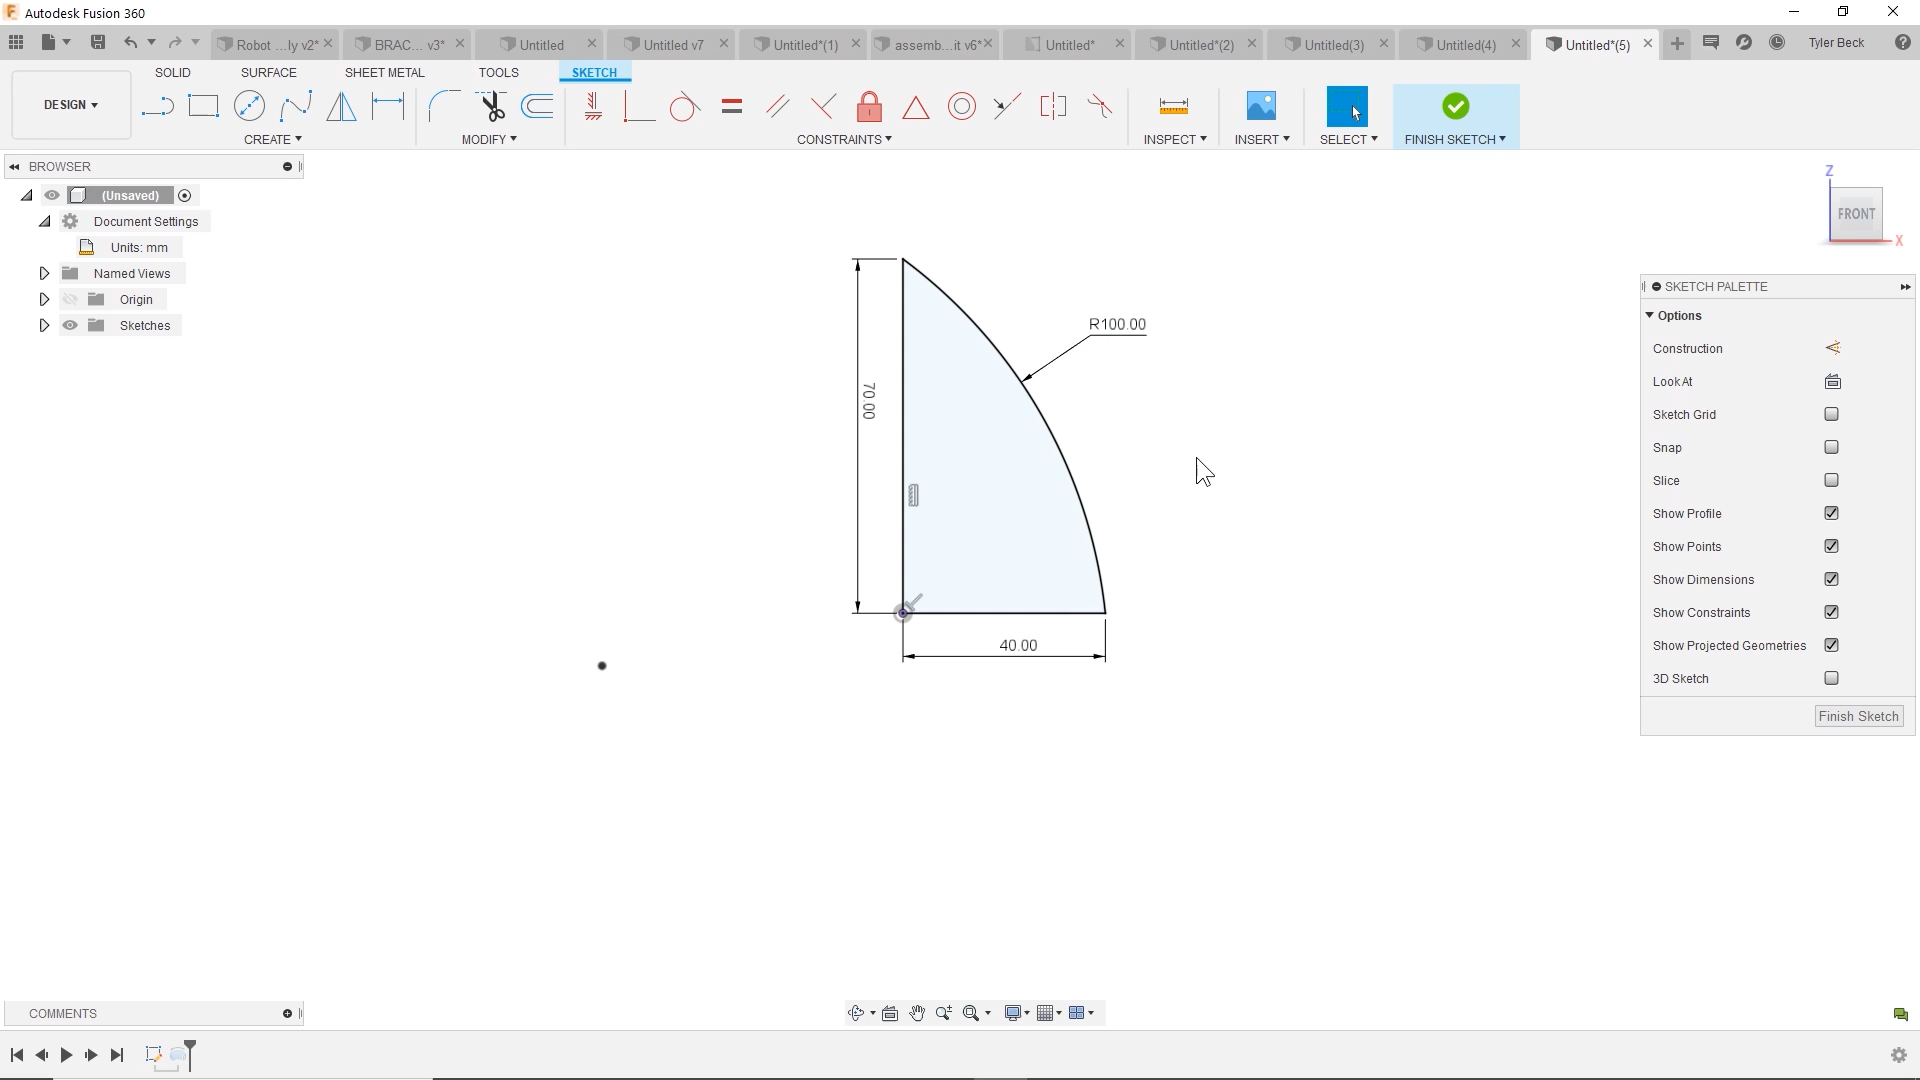 Autodesk Fusion 360
Robot ...ly v2*
BRAC... v3*
Untitled
Untitled v7
Untitled*(1)
assemb...it v6*
Untitled*
Untitled*(2)
Untitled(3)
Untitled(4)
Untitled*(5)
Tyler Beck
DESIGN
SOLID
SURFACE
SHEET METAL
TOOLS
SKETCH
CREATE
MODIFY
CONSTRAINTS
INSPECT
INSERT
SELECT
FINISH SKETCH
BROWSER
(Unsaved)
Document Settings
Units: mm
Named Views
Origin
Sketches
Z
FRONT
X
R100.00
70.00
40.00
SKETCH PALETTE
Options
Construction
Look At
Sketch Grid
Snap
Slice
Show Profile
Show Points
Show Dimensions
Show Constraints
Show Projected Geometries
3D Sketch
Finish Sketch
COMMENTS